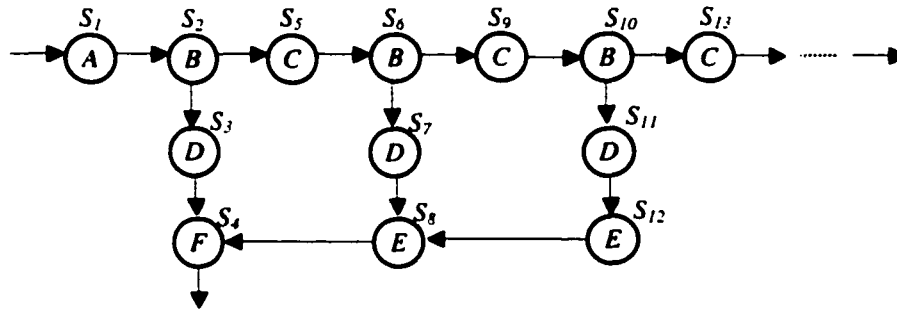 S1 S2 S5 S6 S9 S10 S13
A B C B C B C ........
S3 S7 S11
D D D
S4 S8 S12
F E E